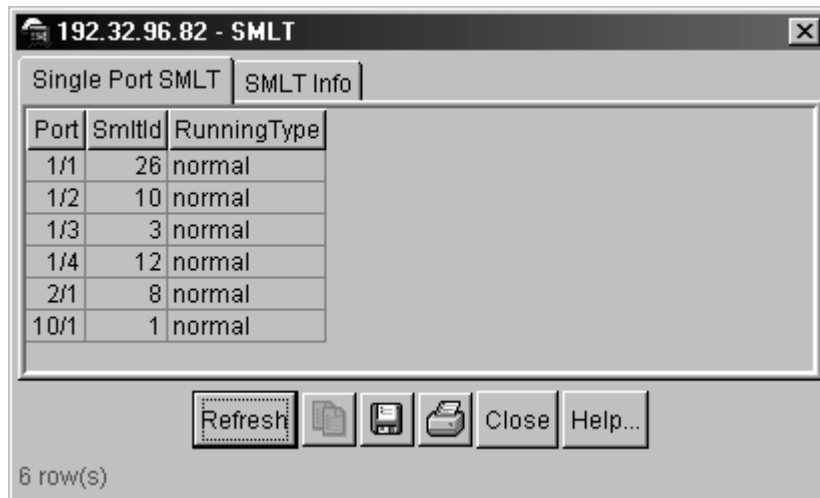 192.32.96.82 - SMLT
Single Port SMLT SMLT Info
Port SmltId RunningType
1/1 26 normal
1/2 10 normal
1/3 3 normal
1/4 12 normal
2/1 8 normal
10/1 1 normal
Refresh Close Help...
6 row(s)